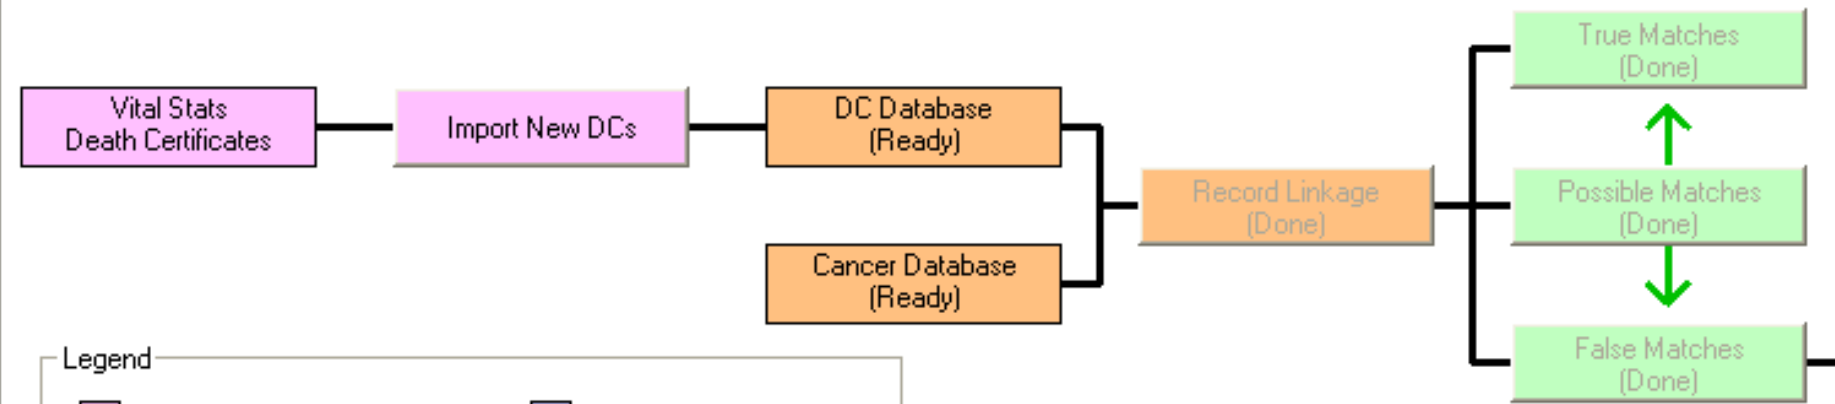 Vital Stats
Death Certificates
Import New DCs
DC Database
(Ready)
Cancer Database
(Ready)
Record Linkage
(Done)
True Matches
(Done)
Possible Matches
(Done)
False Matches
(Done)
Legend